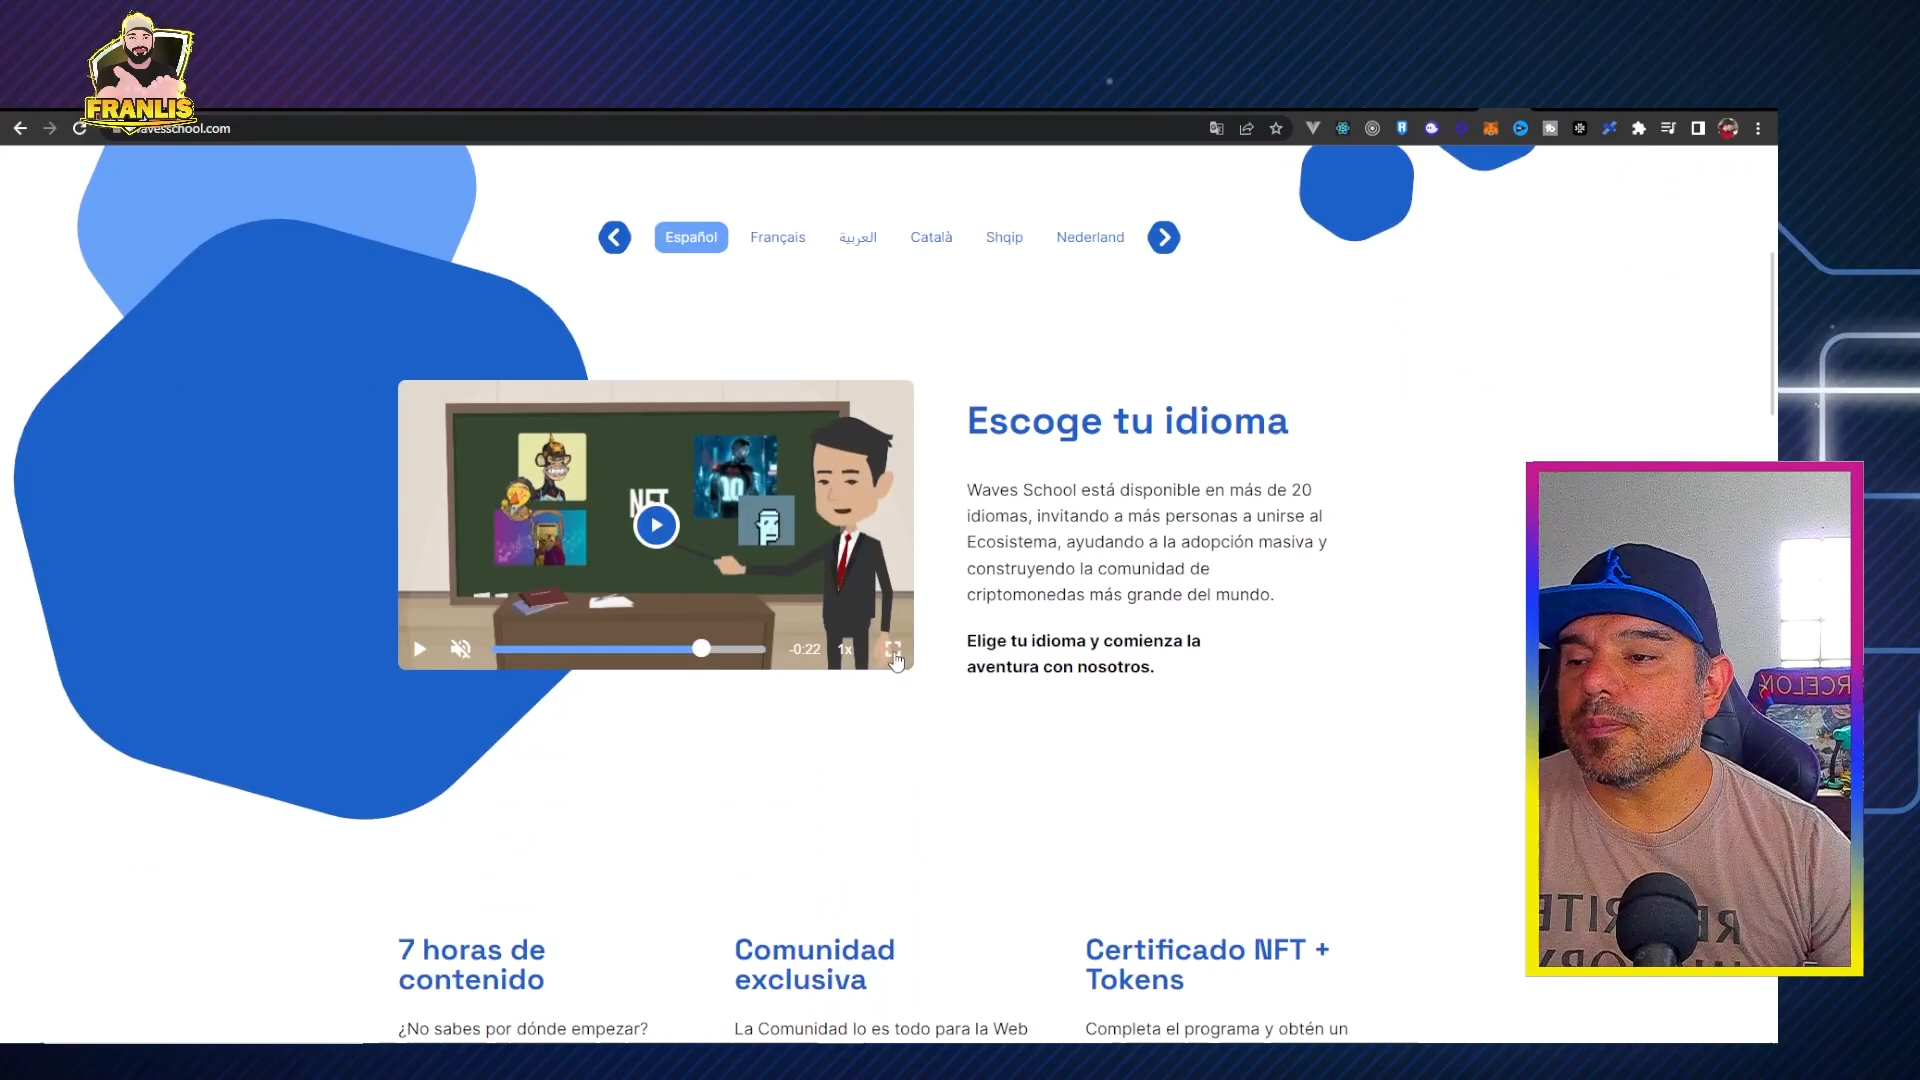 FRANLIS
avesschool.com
Español
Français
العربية
Català
Shqip
Nederland
NFT
10
-0:22
1x
Escoge tu idioma
Waves School está disponible en más de 20
idiomas, invitando a más personas a unirse al
Ecosistema, ayudando a la adopción masiva y
construyendo la comunidad de
criptomonedas más grande del mundo.
Elige tu idioma y comienza la
aventura con nosotros.
7 horas de
contenido
¿No sabes por dónde empezar?
Comunidad
exclusiva
La Comunidad lo es todo para la Web
Certificado NFT +
Tokens
Completa el programa y obtén un